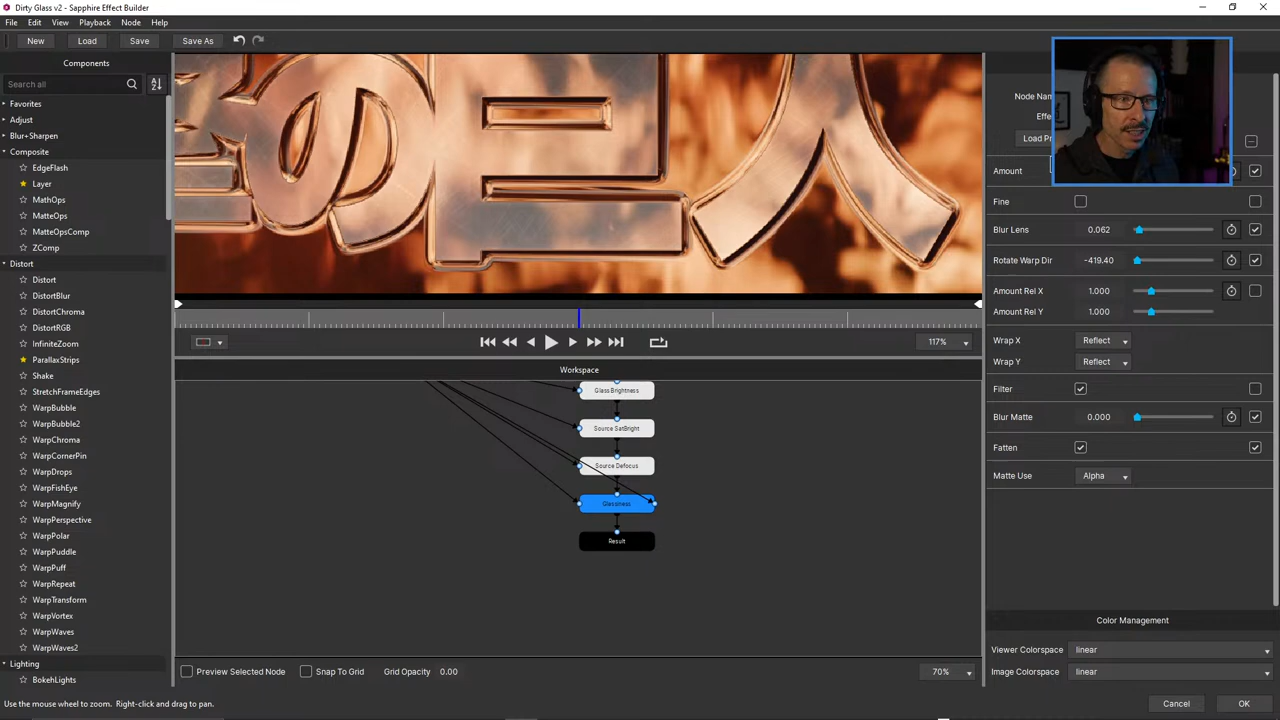 Dirty Glass v2 - Sapphire Effect Builder
File Edit View Playback Node Help
New Load Save Save As
Components
Search all
Favorites
Adjust
Blur+Sharpen
Composite
EdgeFlash
Layer
MathOps
MatteOps
MatteOpsComp
ZComp
Distort
Distort
DistortBlur
DistortChroma
DistortRGB
InfiniteZoom
ParallaxStrips
Shake
StretchFrameEdges
WarpBubble
WarpBubble2
WarpChroma
WarpCornerPin
WarpDrops
WarpFishEye
WarpMagnify
WarpPerspective
WarpPolar
WarpPuddle
WarpPuff
WarpRepeat
WarpTransform
WarpVortex
WarpWaves
WarpWaves2
Lighting
BokehLights
117%
Workspace
Glass Brightness
Source SatBright
Source Defocus
Glassiness
Result
Preview Selected Node Snap To Grid Grid Opacity 0.00 70%
Node
Load
Amount
Fine
Blur Lens 0.062
Rotate Warp Dir -419.40
Amount Rel X 1.000
Amount Rel Y 1.000
Wrap X Reflect
Wrap Y Reflect
Filter
Blur Matte 0.000
Fatten
Matte Use Alpha
Color Management
Viewer Colorspace linear
Image Colorspace linear
Use the mouse wheel to zoom. Right-click and drag to pan.
Cancel OK